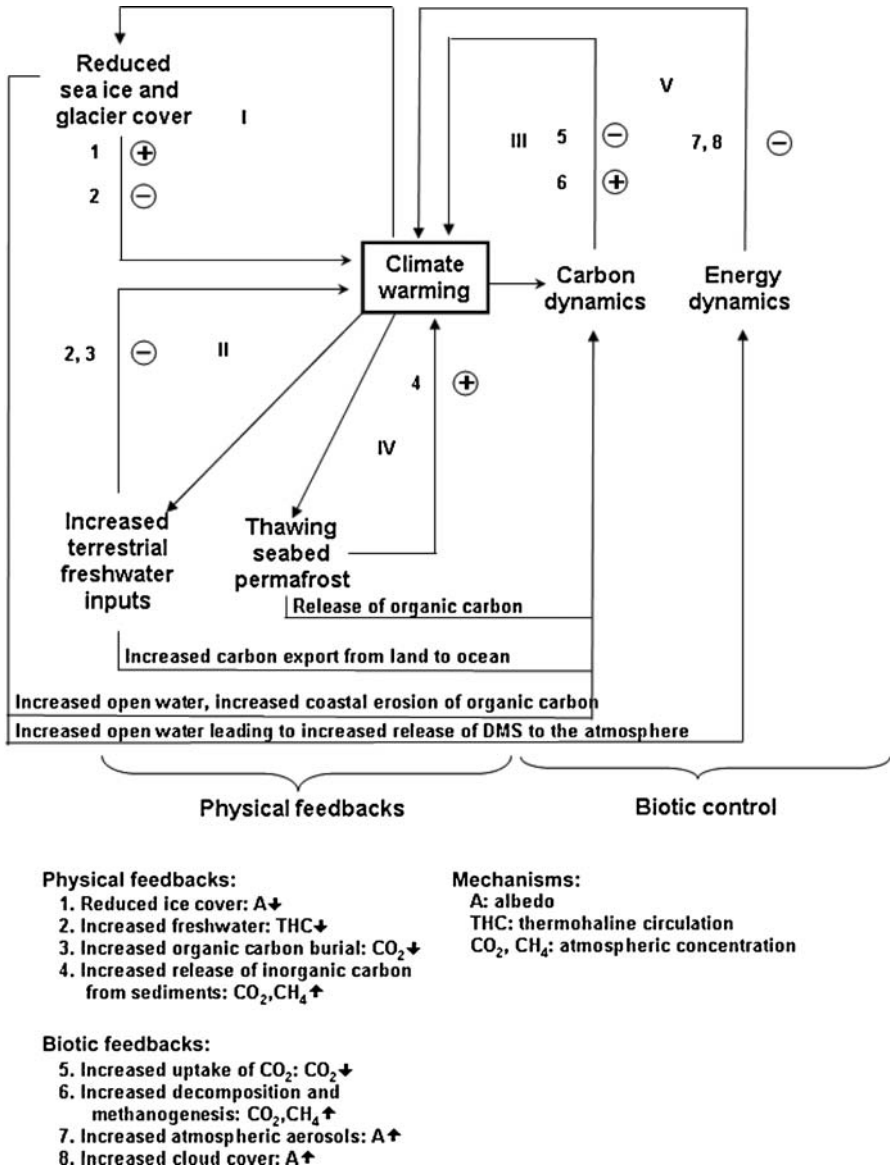 Reduced
sea ice and
glacier cover
I
V
1 ⊕
2 ⊖
III
5 ⊖
6 ⊕
7, 8 ⊖
Climate
warming
Carbon
dynamics
Energy
dynamics
2, 3 ⊖
II
4 ⊕
IV
Increased
terrestrial
freshwater
inputs
Thawing
seabed
permafrost
Release of organic carbon
Increased carbon export from land to ocean
Increased open water, increased coastal erosion of organic carbon
Increased open water leading to increased release of DMS to the atmosphere
Physical feedbacks
Biotic control
Physical feedbacks:
1. Reduced ice cover: A↓
2. Increased freshwater: THC↓
3. Increased organic carbon burial: CO₂↓
4. Increased release of inorganic carbon
from sediments: CO₂,CH₄↑
Mechanisms:
A: albedo
THC: thermohaline circulation
CO₂, CH₄: atmospheric concentration
Biotic feedbacks:
5. Increased uptake of CO₂: CO₂↓
6. Increased decomposition and
methanogenesis: CO₂,CH₄↑
7. Increased atmospheric aerosols: A↑
8. Increased cloud cover: A↑